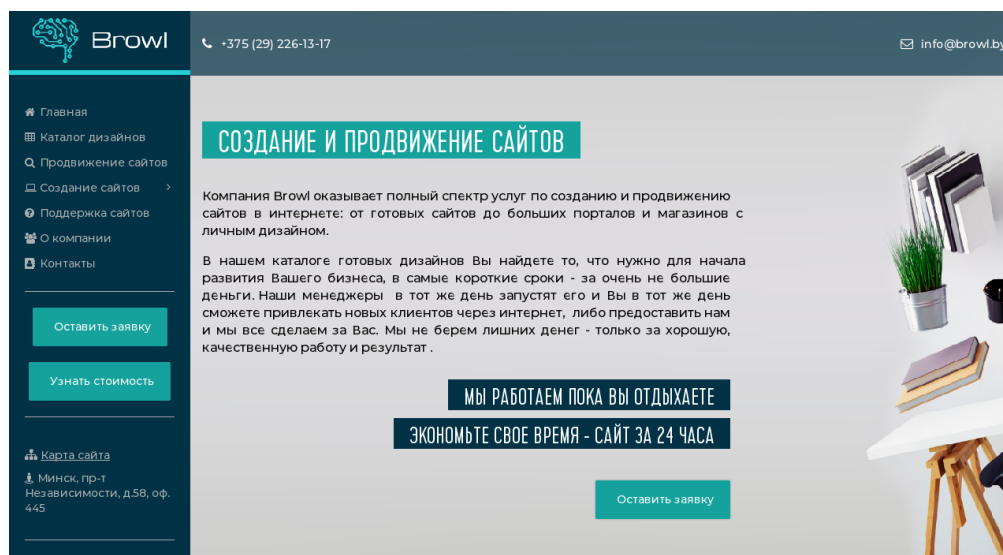 Browl
+375 (29) 226-13-17
info@browl.by
Главная
Каталог дизайнов
Продвижение сайтов
Создание сайтов
Поддержка сайтов
О компании
Контакты
Оставить заявку
Узнать стоимость
Карта сайта
Минск, пр-т
Независимости, д.58, оф.
445
СОЗДАНИЕ И ПРОДВИЖЕНИЕ САЙТОВ
Компания Browl оказывает полный спектр услуг по созданию и продвижению
сайтов в интернете: от готовых сайтов до больших порталов и магазинов с
личным дизайном.
В нашем каталоге готовых дизайнов Вы найдете то, что нужно для начала
развития Вашего бизнеса, в самые короткие сроки - за очень не большие
деньги. Наши менеджеры в тот же день запустят его и Вы в тот же день
сможете привлекать новых клиентов через интернет, либо предоставить нам
и мы все сделаем за Вас. Мы не берем лишних денег - только за хорошую,
качественную работу и результат .
МЫ РАБОТАЕМ ПОКА ВЫ ОТДЫХАЕТЕ
ЭКОНОМЬТЕ СВОЕ ВРЕМЯ - САЙТ ЗА 24 ЧАСА
Оставить заявку